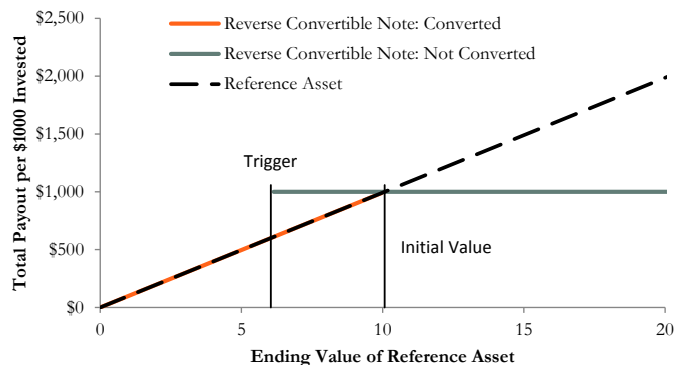 $2,500
$2,000
$1,500
$1,000
$500
$0
Total Payout per $1000 Invested
Reverse Convertible Note: Converted
Reverse Convertible Note: Not Converted
Reference Asset
Trigger
Initial Value
0 5 10 15 20
Ending Value of Reference Asset